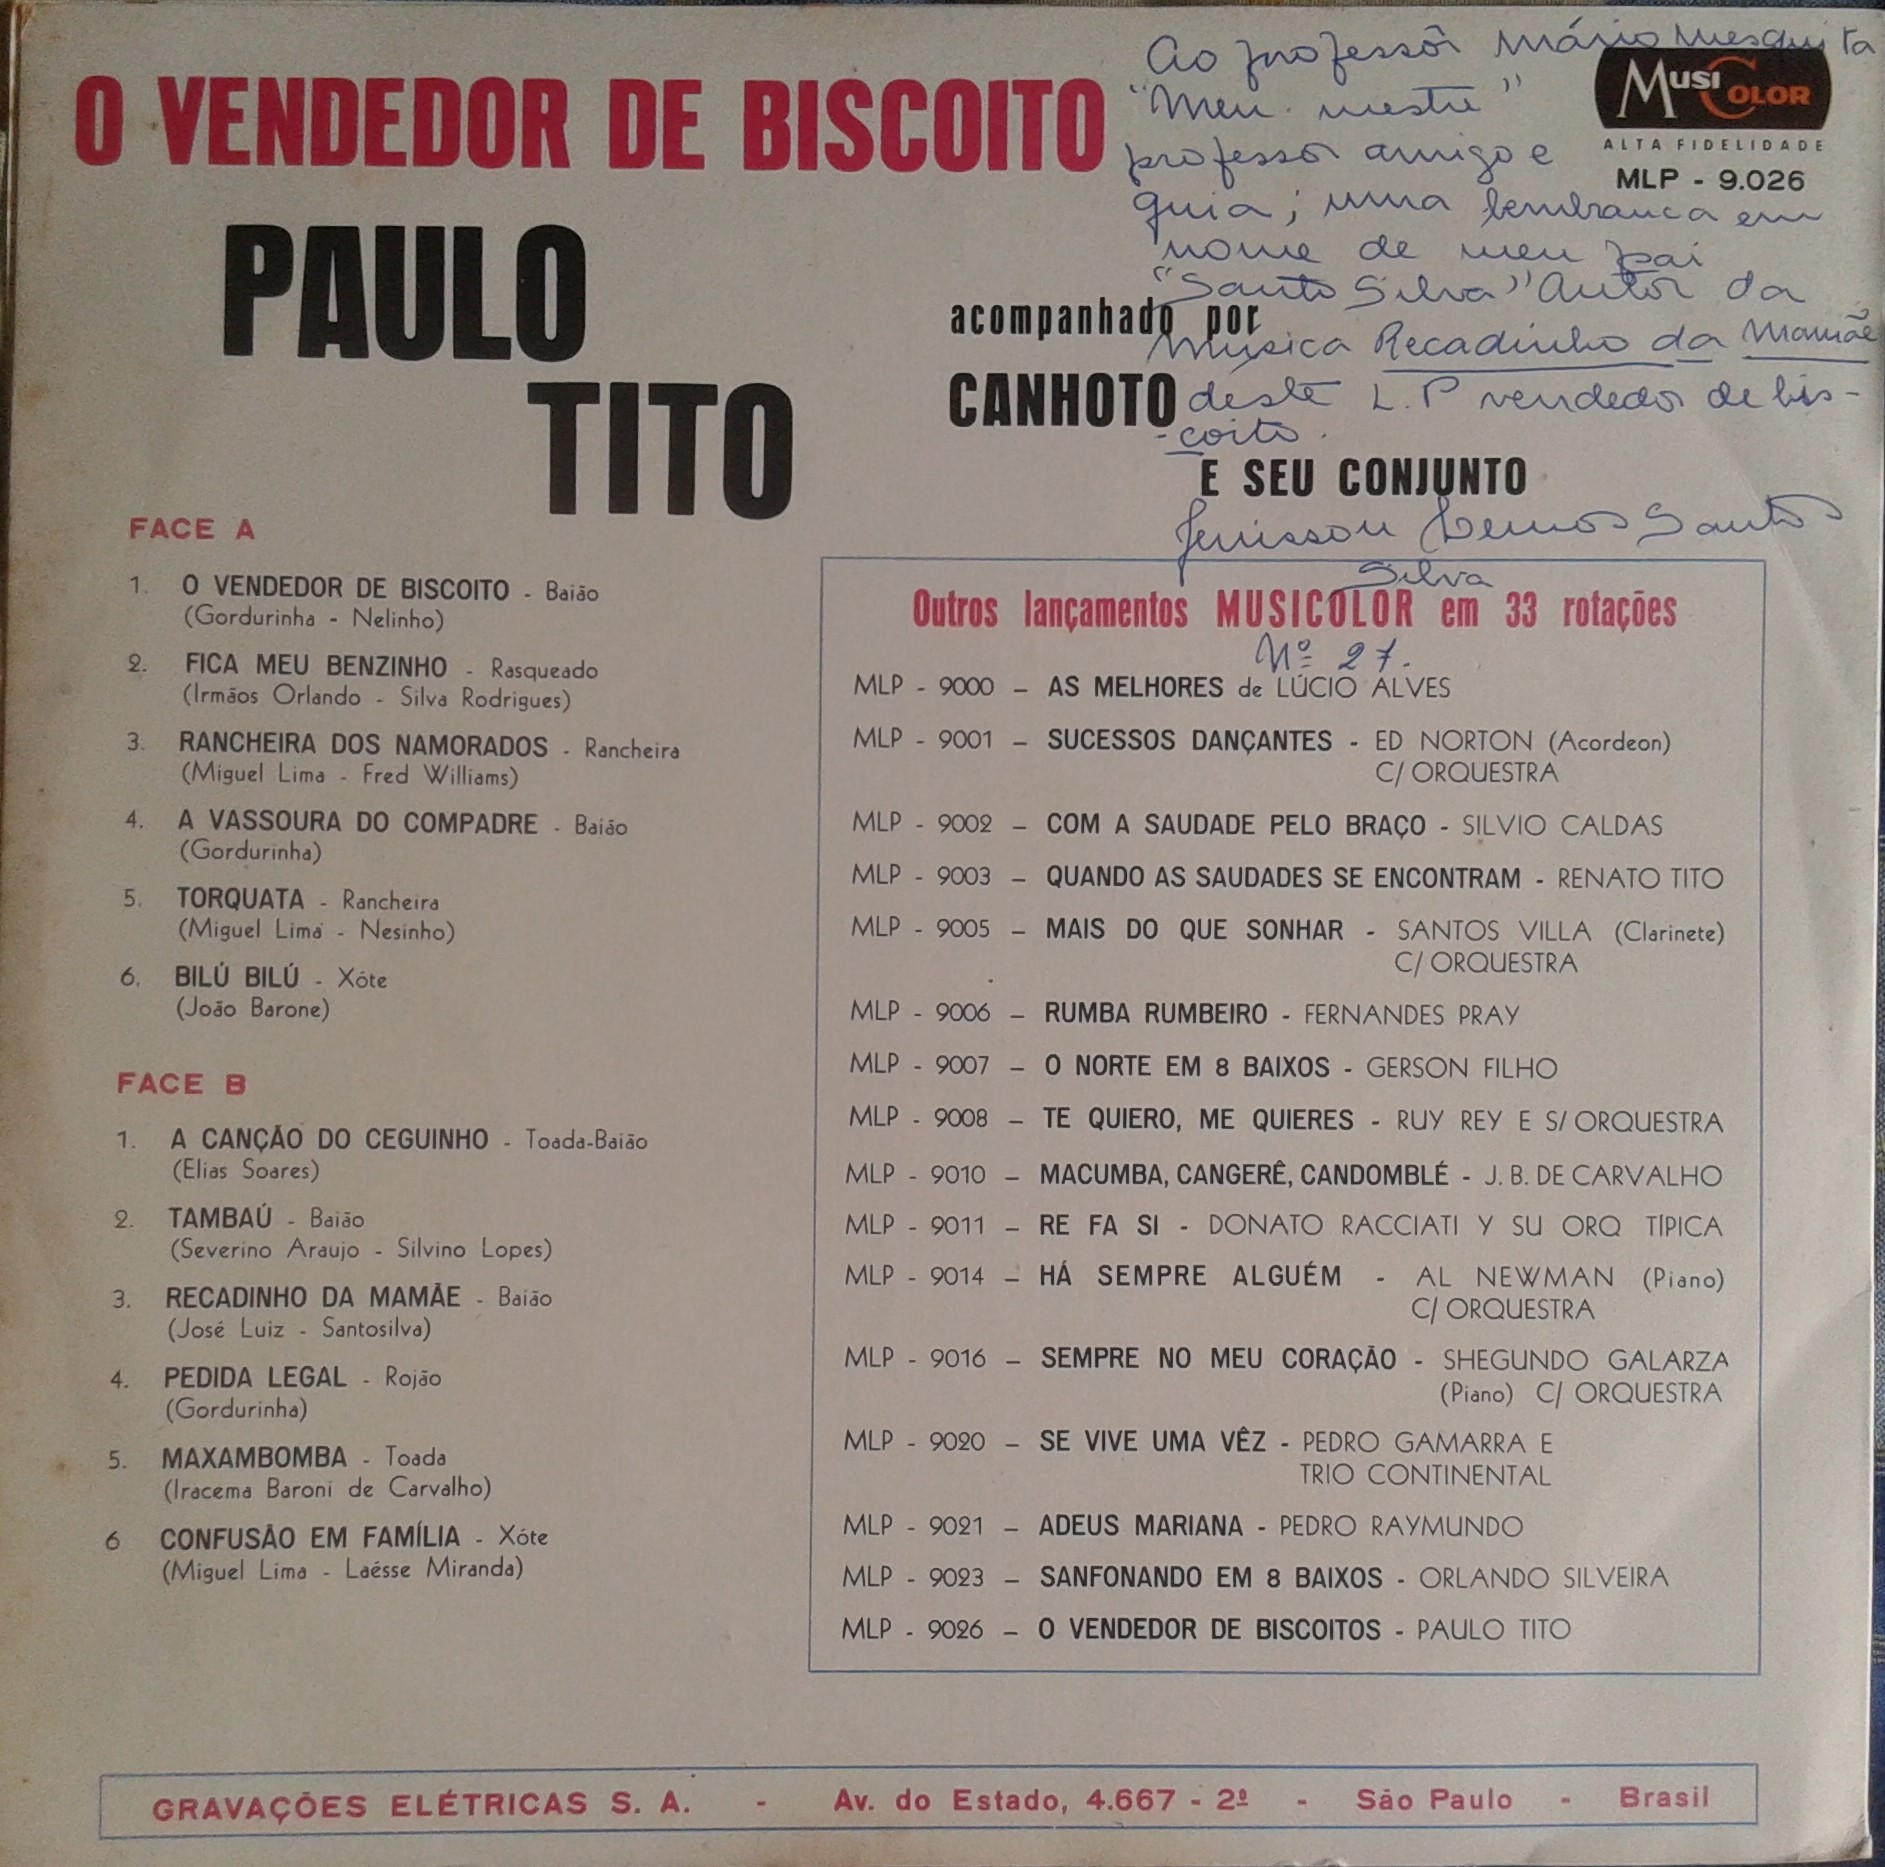 O VENDEDOR DE BISCOITO
PAULO
TITO
acompanhado por
CANHOTO
E SEU CONJUNTO
MUSICOLOR
ALTA FIDELIDADE
MLP - 9.026
Ao professôr Mário Mesquita
"Meu mestre"
professor amigo e
guia; uma lembranca em
nome de meu pai
"Santo Silva" Autor da
Musica Recadinho da Mamãe
deste L.P vendedor de bis-
-coito.
Lemos Santos
Silva
Nº 27.
FACE A
1. O VENDEDOR DE BISCOITO - Baião
(Gordurinha - Nelinho)
2. FICA MEU BENZINHO - Rasqueado
(Irmãos Orlando - Silva Rodrigues)
3. RANCHEIRA DOS NAMORADOS - Rancheira
(Miguel Lima - Fred Williams)
4. A VASSOURA DO COMPADRE - Baião
(Gordurinha)
5. TORQUATA - Rancheira
(Miguel Lima - Nesinho)
6. BILÚ BILÚ - Xóte
(João Barone)
FACE B
1. A CANÇÃO DO CEGUINHO - Toada-Baião
(Elias Soares)
2. TAMBAÚ - Baião
(Severino Araujo - Silvino Lopes)
3. RECADINHO DA MAMÃE - Baião
(José Luiz - Santosilva)
4. PEDIDA LEGAL - Rojão
(Gordurinha)
5. MAXAMBOMBA - Toada
(Iracema Baroni de Carvalho)
6 CONFUSÃO EM FAMÍLIA - Xóte
(Miguel Lima - Laésse Miranda)
Outros lançamentos MUSICOLOR em 33 rotações
MLP - 9000 – AS MELHORES de LÚCIO ALVES
MLP - 9001 – SUCESSOS DANÇANTES - ED NORTON (Acordeon)
C/ ORQUESTRA
MLP - 9002 – COM A SAUDADE PELO BRAÇO - SILVIO CALDAS
MLP - 9003 – QUANDO AS SAUDADES SE ENCONTRAM - RENATO TITO
MLP - 9005 – MAIS DO QUE SONHAR - SANTOS VILLA (Clarinete)
C/ ORQUESTRA
MLP - 9006 – RUMBA RUMBEIRO - FERNANDES PRAY
MLP - 9007 – O NORTE EM 8 BAIXOS - GERSON FILHO
MLP - 9008 – TE QUIERO, ME QUIERES - RUY REY E S/ ORQUESTRA
MLP - 9010 – MACUMBA, CANGERÊ, CANDOMBLÉ - J. B. DE CARVALHO
MLP - 9011 – RE FA SI - DONATO RACCIATI Y SU ORQ TÍPICA
MLP - 9014 – HÁ SEMPRE ALGUÉM - AL NEWMAN (Piano)
C/ ORQUESTRA
MLP - 9016 – SEMPRE NO MEU CORAÇÃO - SHEGUNDO GALARZA
(Piano) C/ ORQUESTRA
MLP - 9020 – SE VIVE UMA VÊZ - PEDRO GAMARRA E
TRIO CONTINENTAL
MLP - 9021 – ADEUS MARIANA - PEDRO RAYMUNDO
MLP - 9023 – SANFONANDO EM 8 BAIXOS - ORLANDO SILVEIRA
MLP - 9026 – O VENDEDOR DE BISCOITOS - PAULO TITO
GRAVAÇÕES ELÉTRICAS S. A. - Av. do Estado, 4.667 - 2º - São Paulo - Brasil